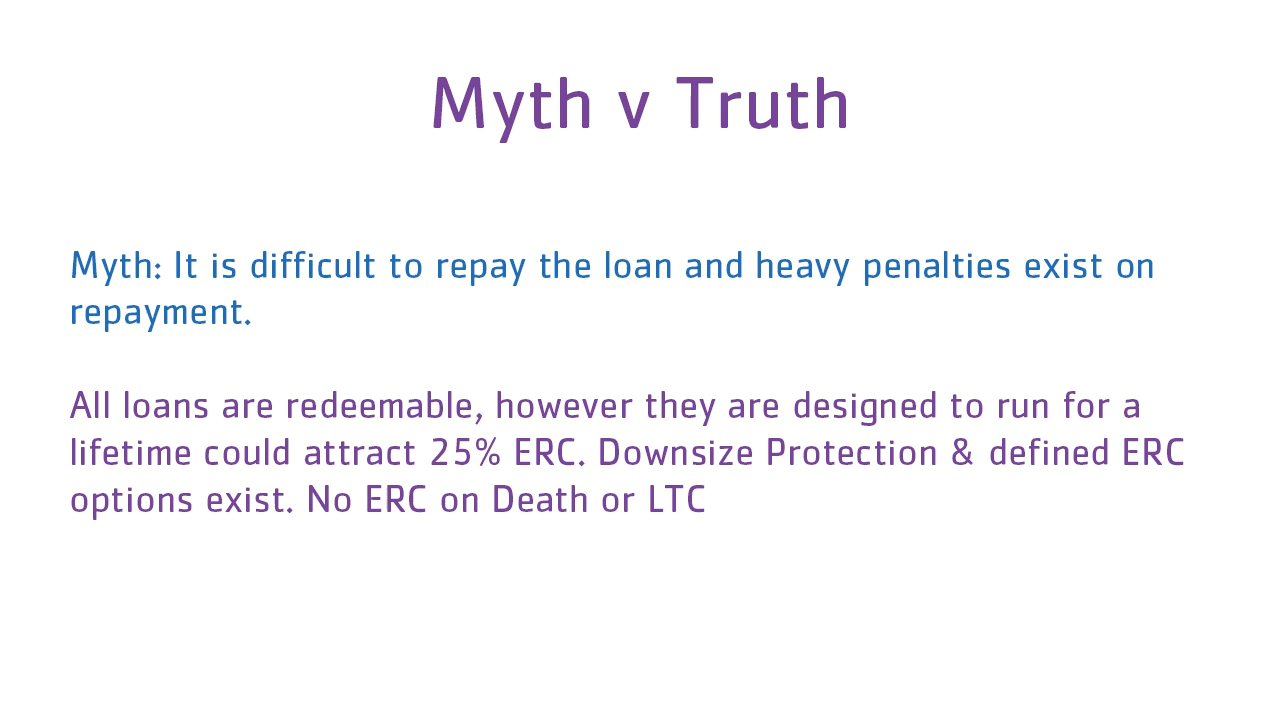 Myth v Truth
Myth: It is difficult to repay the loan and heavy penalties exist on
repayment.
All loans are redeemable, however they are designed to run for a
lifetime could attract 25% ERC. Downsize Protection & defined ERC
options exist. No ERC on Death or LTC